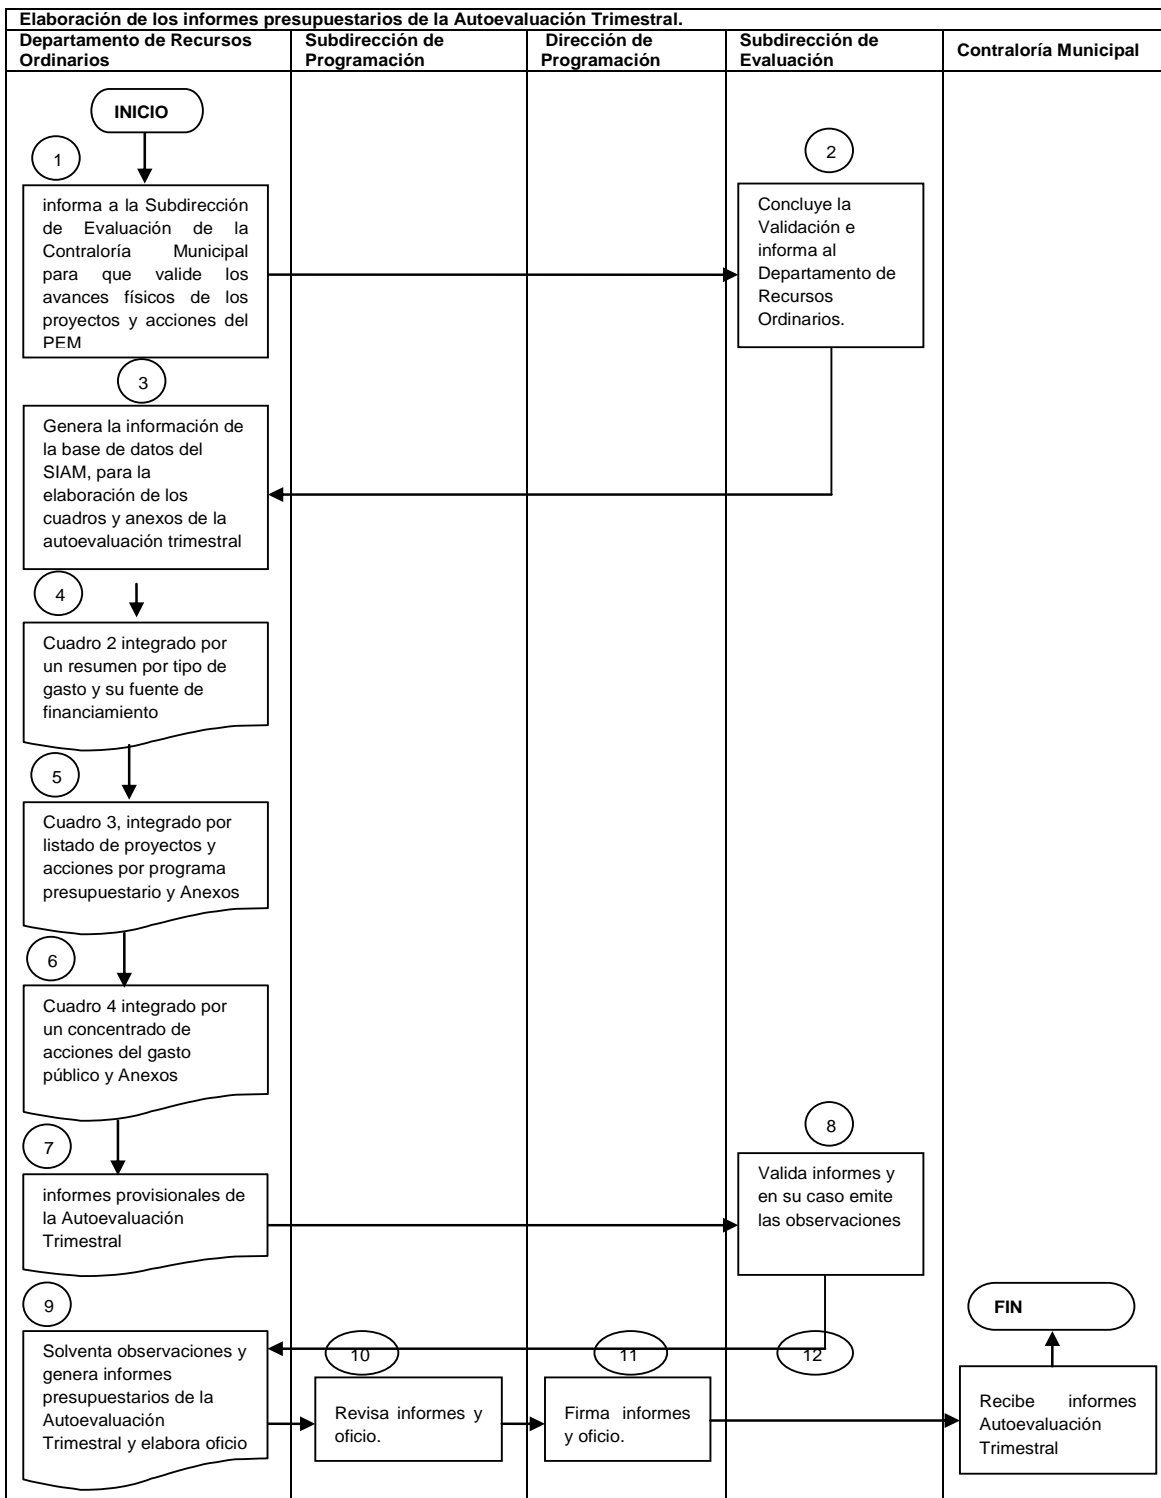 Elaboración de los informes presupuestarios de la Autoevaluación Trimestral.
Departamento de Recursos
Ordinarios
Subdirección de
Programación
Dirección de
Programación
Subdirección de
Evaluación
Contraloría Municipal
INICIO
1
informa a la Subdirección
de Evaluación de la
Contraloría Municipal
para que valide los
avances físicos de los
proyectos y acciones del
PEM
2
Concluye la
Validación e
informa al
Departamento de
Recursos
Ordinarios.
3
Genera la información de
la base de datos del
SIAM, para la
elaboración de los
cuadros y anexos de la
autoevaluación trimestral
4
Cuadro 2 integrado por
un resumen por tipo de
gasto y su fuente de
financiamiento
5
Cuadro 3, integrado por
listado de proyectos y
acciones por programa
presupuestario y Anexos
6
Cuadro 4 integrado por
un concentrado de
acciones del gasto
público y Anexos
7
informes provisionales de
la Autoevaluación
Trimestral
8
Valida informes y
en su caso emite
las observaciones
9
Solventa observaciones y
genera informes
presupuestarios de la
Autoevaluación
Trimestral y elabora oficio
10
Revisa informes y
oficio.
11
Firma informes
y oficio.
12
Recibe informes
Autoevaluación
Trimestral
FIN